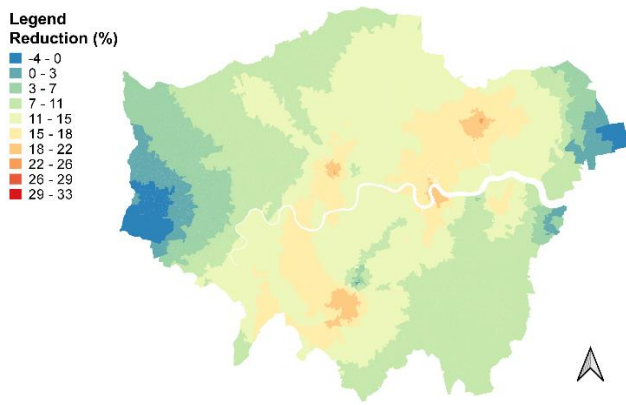 Legend
Reduction (%)
-4 - 0
0 - 3
3 - 7
7 - 11
11 - 15
15 - 18
18 - 22
22 - 26
26 - 29
29 - 33